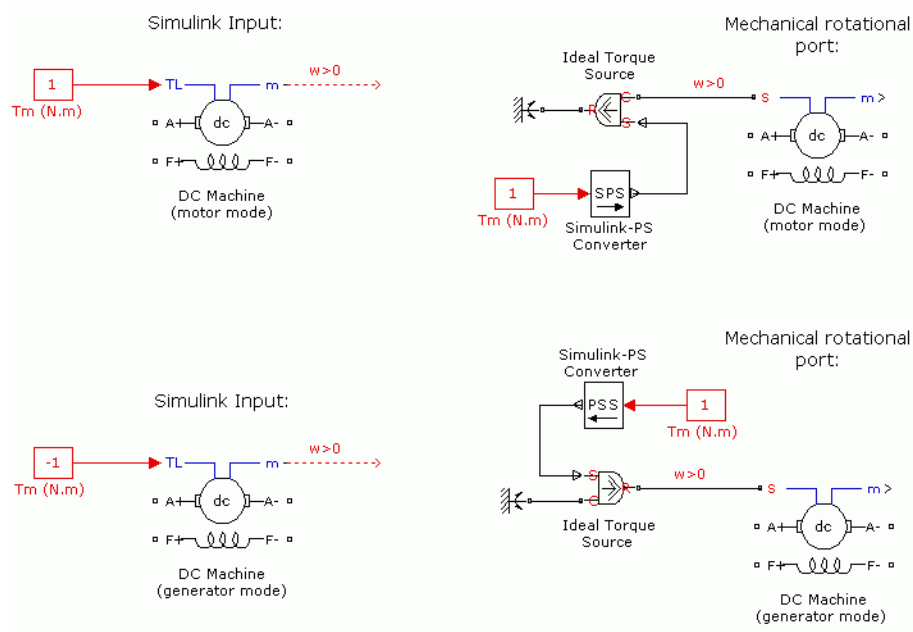 Simulink Input:
1
Tm (N.m)
TL
m
w>0
A+
dc
A-
F+
F-
DC Machine
(motor mode)
Mechanical rotational
port:
Ideal Torque
Source
R
C
S
w>0
1
Tm (N.m)
SPS
Simulink-PS
Converter
S
m
A+
dc
A-
F+
F-
DC Machine
(motor mode)
Simulink Input:
-1
Tm (N.m)
TL
m
w>0
A+
dc
A-
F+
F-
DC Machine
(generator mode)
Mechanical rotational
port:
Simulink-PS
Converter
PSS
1
Tm (N.m)
S
C
R
w>0
Ideal Torque
Source
S
m
A+
dc
A-
F+
F-
DC Machine
(generator mode)